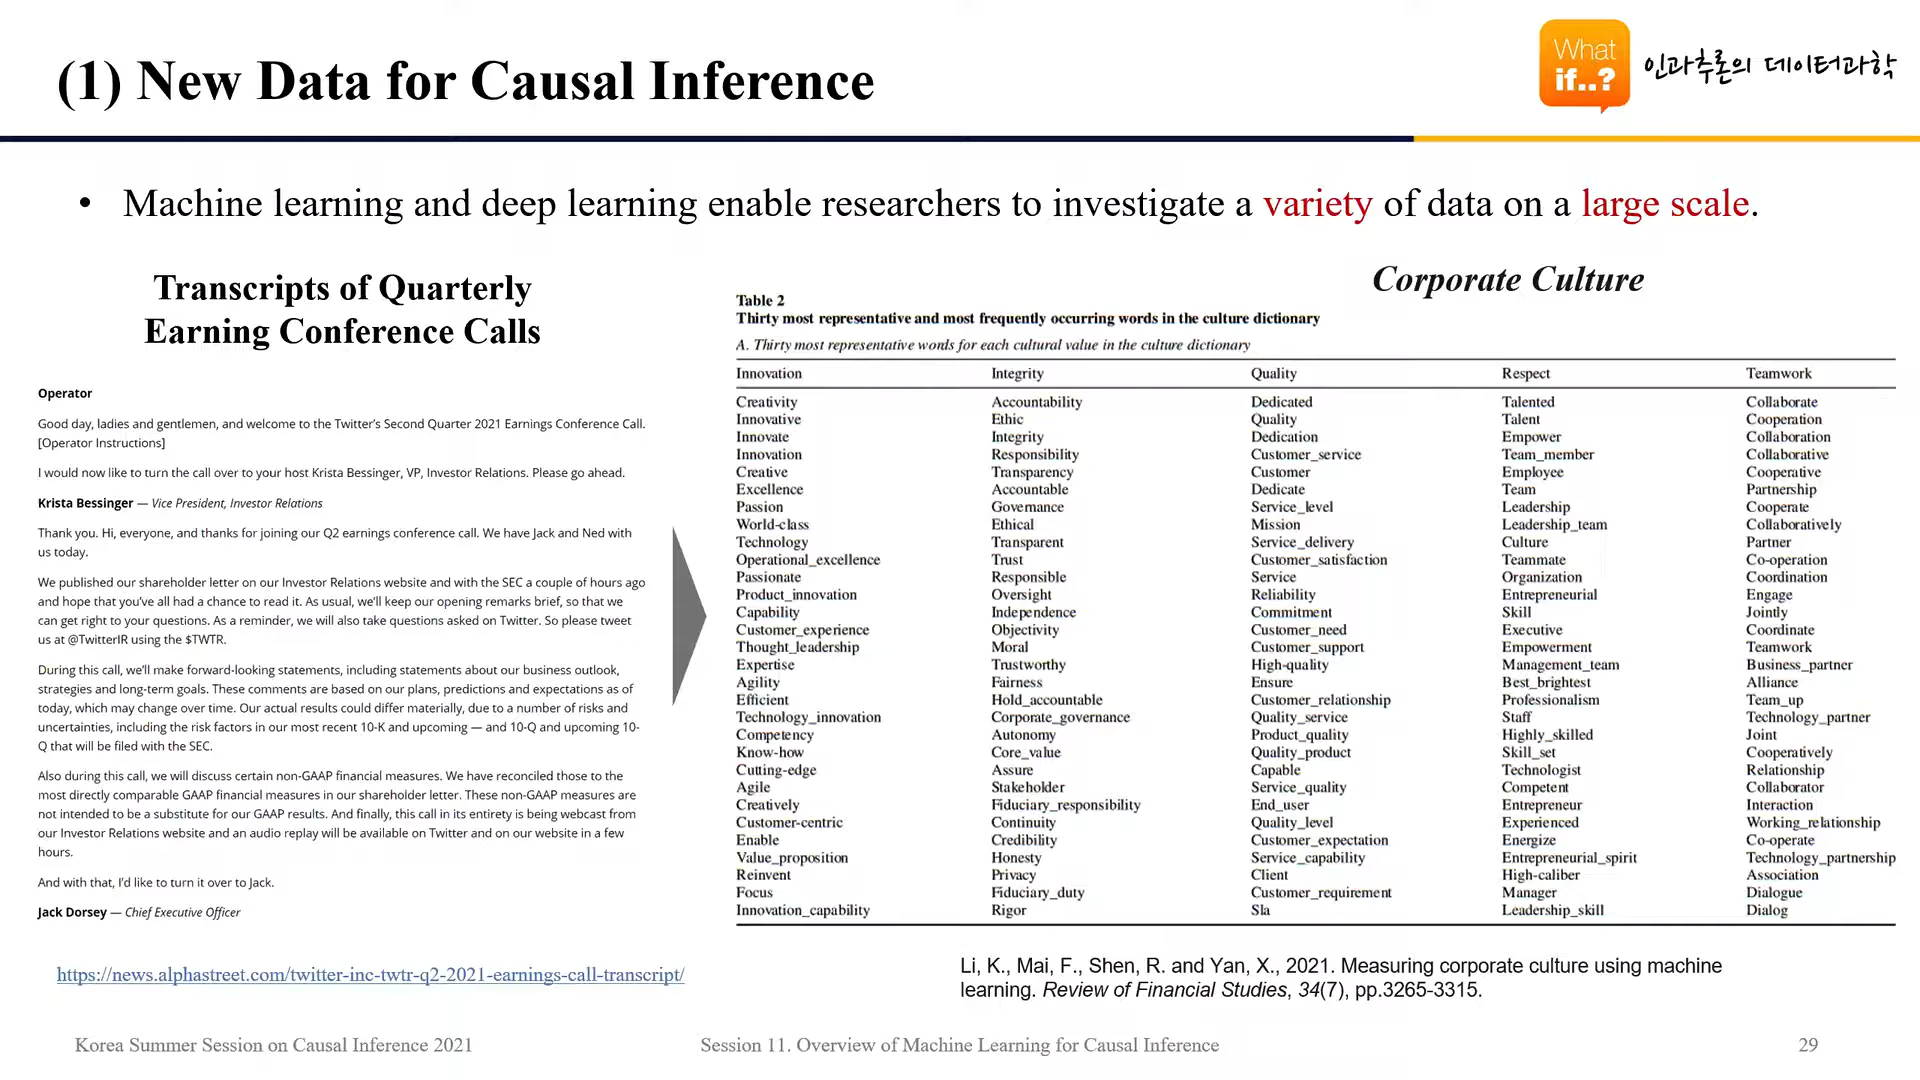 (1) New Data for Causal Inference
What
if..?
인과추론의 데이터과학
• Machine learning and deep learning enable researchers to investigate a variety of data on a large scale.
Transcripts of Quarterly
Earning Conference Calls
Operator
Good day, ladies and gentlemen, and welcome to the Twitter's Second Quarter 2021 Earnings Conference Call.
[Operator Instructions]
I would now like to turn the call over to your host Krista Bessinger, VP, Investor Relations. Please go ahead.
Krista Bessinger — Vice President, Investor Relations
Thank you. Hi, everyone, and thanks for joining our Q2 earnings conference call. We have Jack and Ned with
us today.
We published our shareholder letter on our Investor Relations website and with the SEC a couple of hours ago
and hope that you've all had a chance to read it. As usual, we'll keep our opening remarks brief, so that we
can get right to your questions. As a reminder, we will also take questions asked on Twitter. So please tweet
us at @TwitterIR using the $TWTR.
During this call, we'll make forward-looking statements, including statements about our business outlook,
strategies and long-term goals. These comments are based on our plans, predictions and expectations as of
today, which may change over time. Our actual results could differ materially, due to a number of risks and
uncertainties, including the risk factors in our most recent 10-K and upcoming — and 10-Q and upcoming 10-
Q that will be filed with the SEC.
Also during this call, we will discuss certain non-GAAP financial measures. We have reconciled those to the
most directly comparable GAAP financial measures in our shareholder letter. These non-GAAP measures are
not intended to be a substitute for our GAAP results. And finally, this call in its entirety is being webcast from
our Investor Relations website and an audio replay will be available on Twitter and on our website in a few
hours.
And with that, I'd like to turn it over to Jack.
Jack Dorsey — Chief Executive Officer
https://news.alphastreet.com/twitter-inc-twtr-q2-2021-earnings-call-transcript/
Corporate Culture
Table 2
Thirty most representative and most frequently occurring words in the culture dictionary
A. Thirty most representative words for each cultural value in the culture dictionary
Innovation Integrity Quality Respect Teamwork
Creativity Accountability Dedicated Talented Collaborate
Innovative Ethic Quality Talent Cooperation
Innovate Integrity Dedication Empower Collaboration
Innovation Responsibility Customer_service Team_member Collaborative
Creative Transparency Customer Employee Cooperative
Excellence Accountable Dedicate Team Partnership
Passion Governance Service_level Leadership Cooperate
World-class Ethical Mission Leadership_team Collaboratively
Technology Transparent Service_delivery Culture Partner
Operational_excellence Trust Customer_satisfaction Teammate Co-operation
Passionate Responsible Service Organization Coordination
Product_innovation Oversight Reliability Entrepreneurial Engage
Capability Independence Commitment Skill Jointly
Customer_experience Objectivity Customer_need Executive Coordinate
Thought_leadership Moral Customer_support Empowerment Teamwork
Expertise Trustworthy High-quality Management_team Business_partner
Agility Fairness Ensure Best_brightest Alliance
Efficient Hold_accountable Customer_relationship Professionalism Team_up
Technology_innovation Corporate_governance Quality_service Staff Technology_partner
Competency Autonomy Product_quality Highly_skilled Joint
Know-how Core_value Quality_product Skill_set Cooperatively
Cutting-edge Assure Capable Technologist Relationship
Agile Stakeholder Service_quality Competent Collaborator
Creatively Fiduciary_responsibility End_user Entrepreneur Interaction
Customer-centric Continuity Quality_level Experienced Working_relationship
Enable Credibility Customer_expectation Energize Co-operate
Value_proposition Honesty Service_capability Entrepreneurial_spirit Technology_partnership
Reinvent Privacy Client High-caliber Association
Focus Fiduciary_duty Customer_requirement Manager Dialogue
Innovation_capability Rigor Sla Leadership_skill Dialog
Li, K., Mai, F., Shen, R. and Yan, X., 2021. Measuring corporate culture using machine
learning. Review of Financial Studies, 34(7), pp.3265-3315.
Korea Summer Session on Causal Inference 2021
Session 11. Overview of Machine Learning for Causal Inference
29